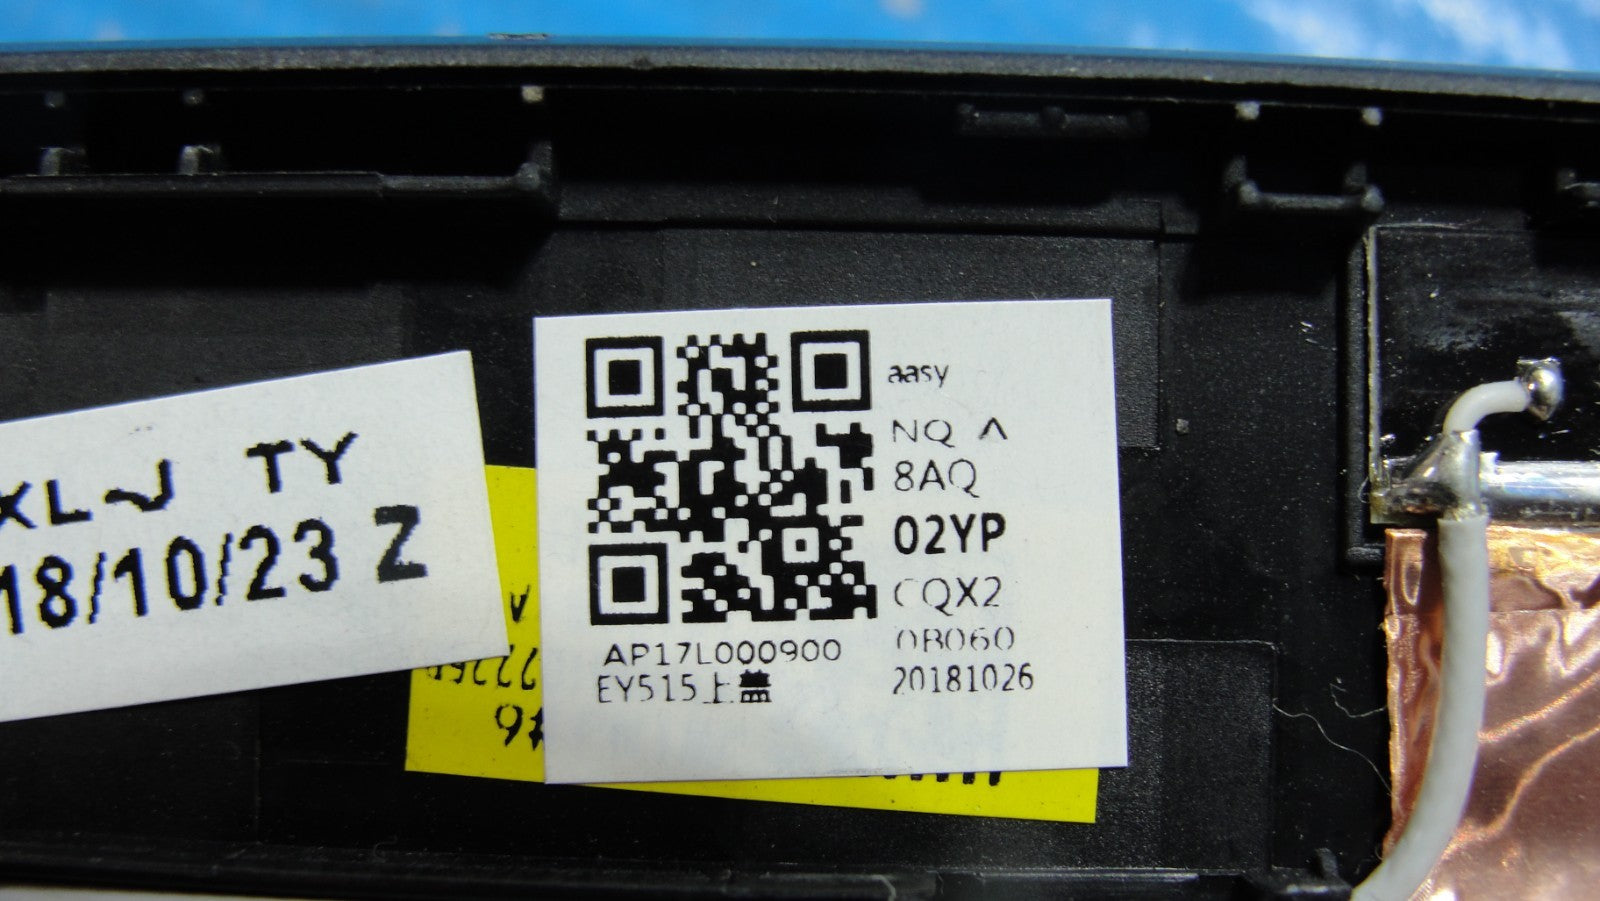 XL TY
18/10/23 Z
aasy
NQ ʌ
8AQ
02YP
CQX2
0B060
20181026
AP17L000900
EY515上盖